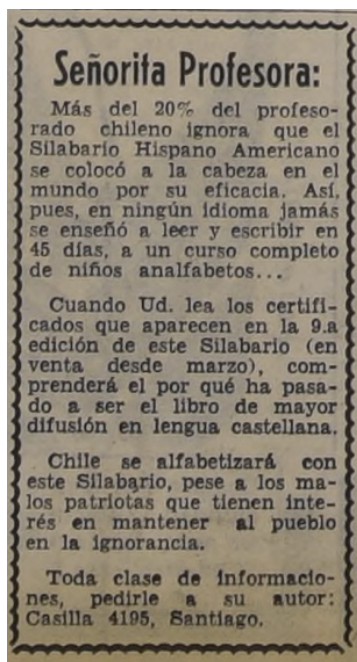 Señorita Profesora:
Más del 20% del profeso-
rado chileno ignora que el
Silabario Hispano Americano
se colocó a la cabeza en el
mundo por su eficacia. Así,
pues, en ningún idioma jamás
se enseñó a leer y escribir en
45 días, a un curso completo
de niños analfabetos...
Cuando Ud. lea los certifi-
cados que aparecen en la 9.a
edición de este Silabario (en
venta desde marzo), com-
prenderá el por qué ha pasa-
do a ser el libro de mayor
difusión en lengua castellana.
Chile se alfabetizará con
este Silabario, pese a los ma-
los patriotas que tienen inte-
rés en mantener al pueblo
en la ignorancia.
Toda clase de informacio-
nes, pedirle a su autor:
Casilla 4195, Santiago.